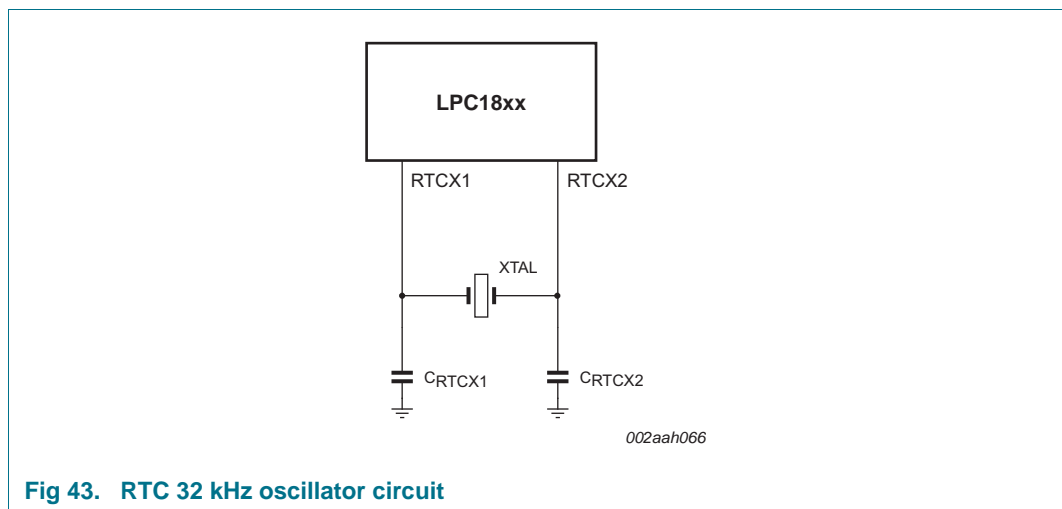 LPC18xx
RTCX1
RTCX2
XTAL
CRTCX1
CRTCX2
002aah066
Fig 43. RTC 32 kHz oscillator circuit